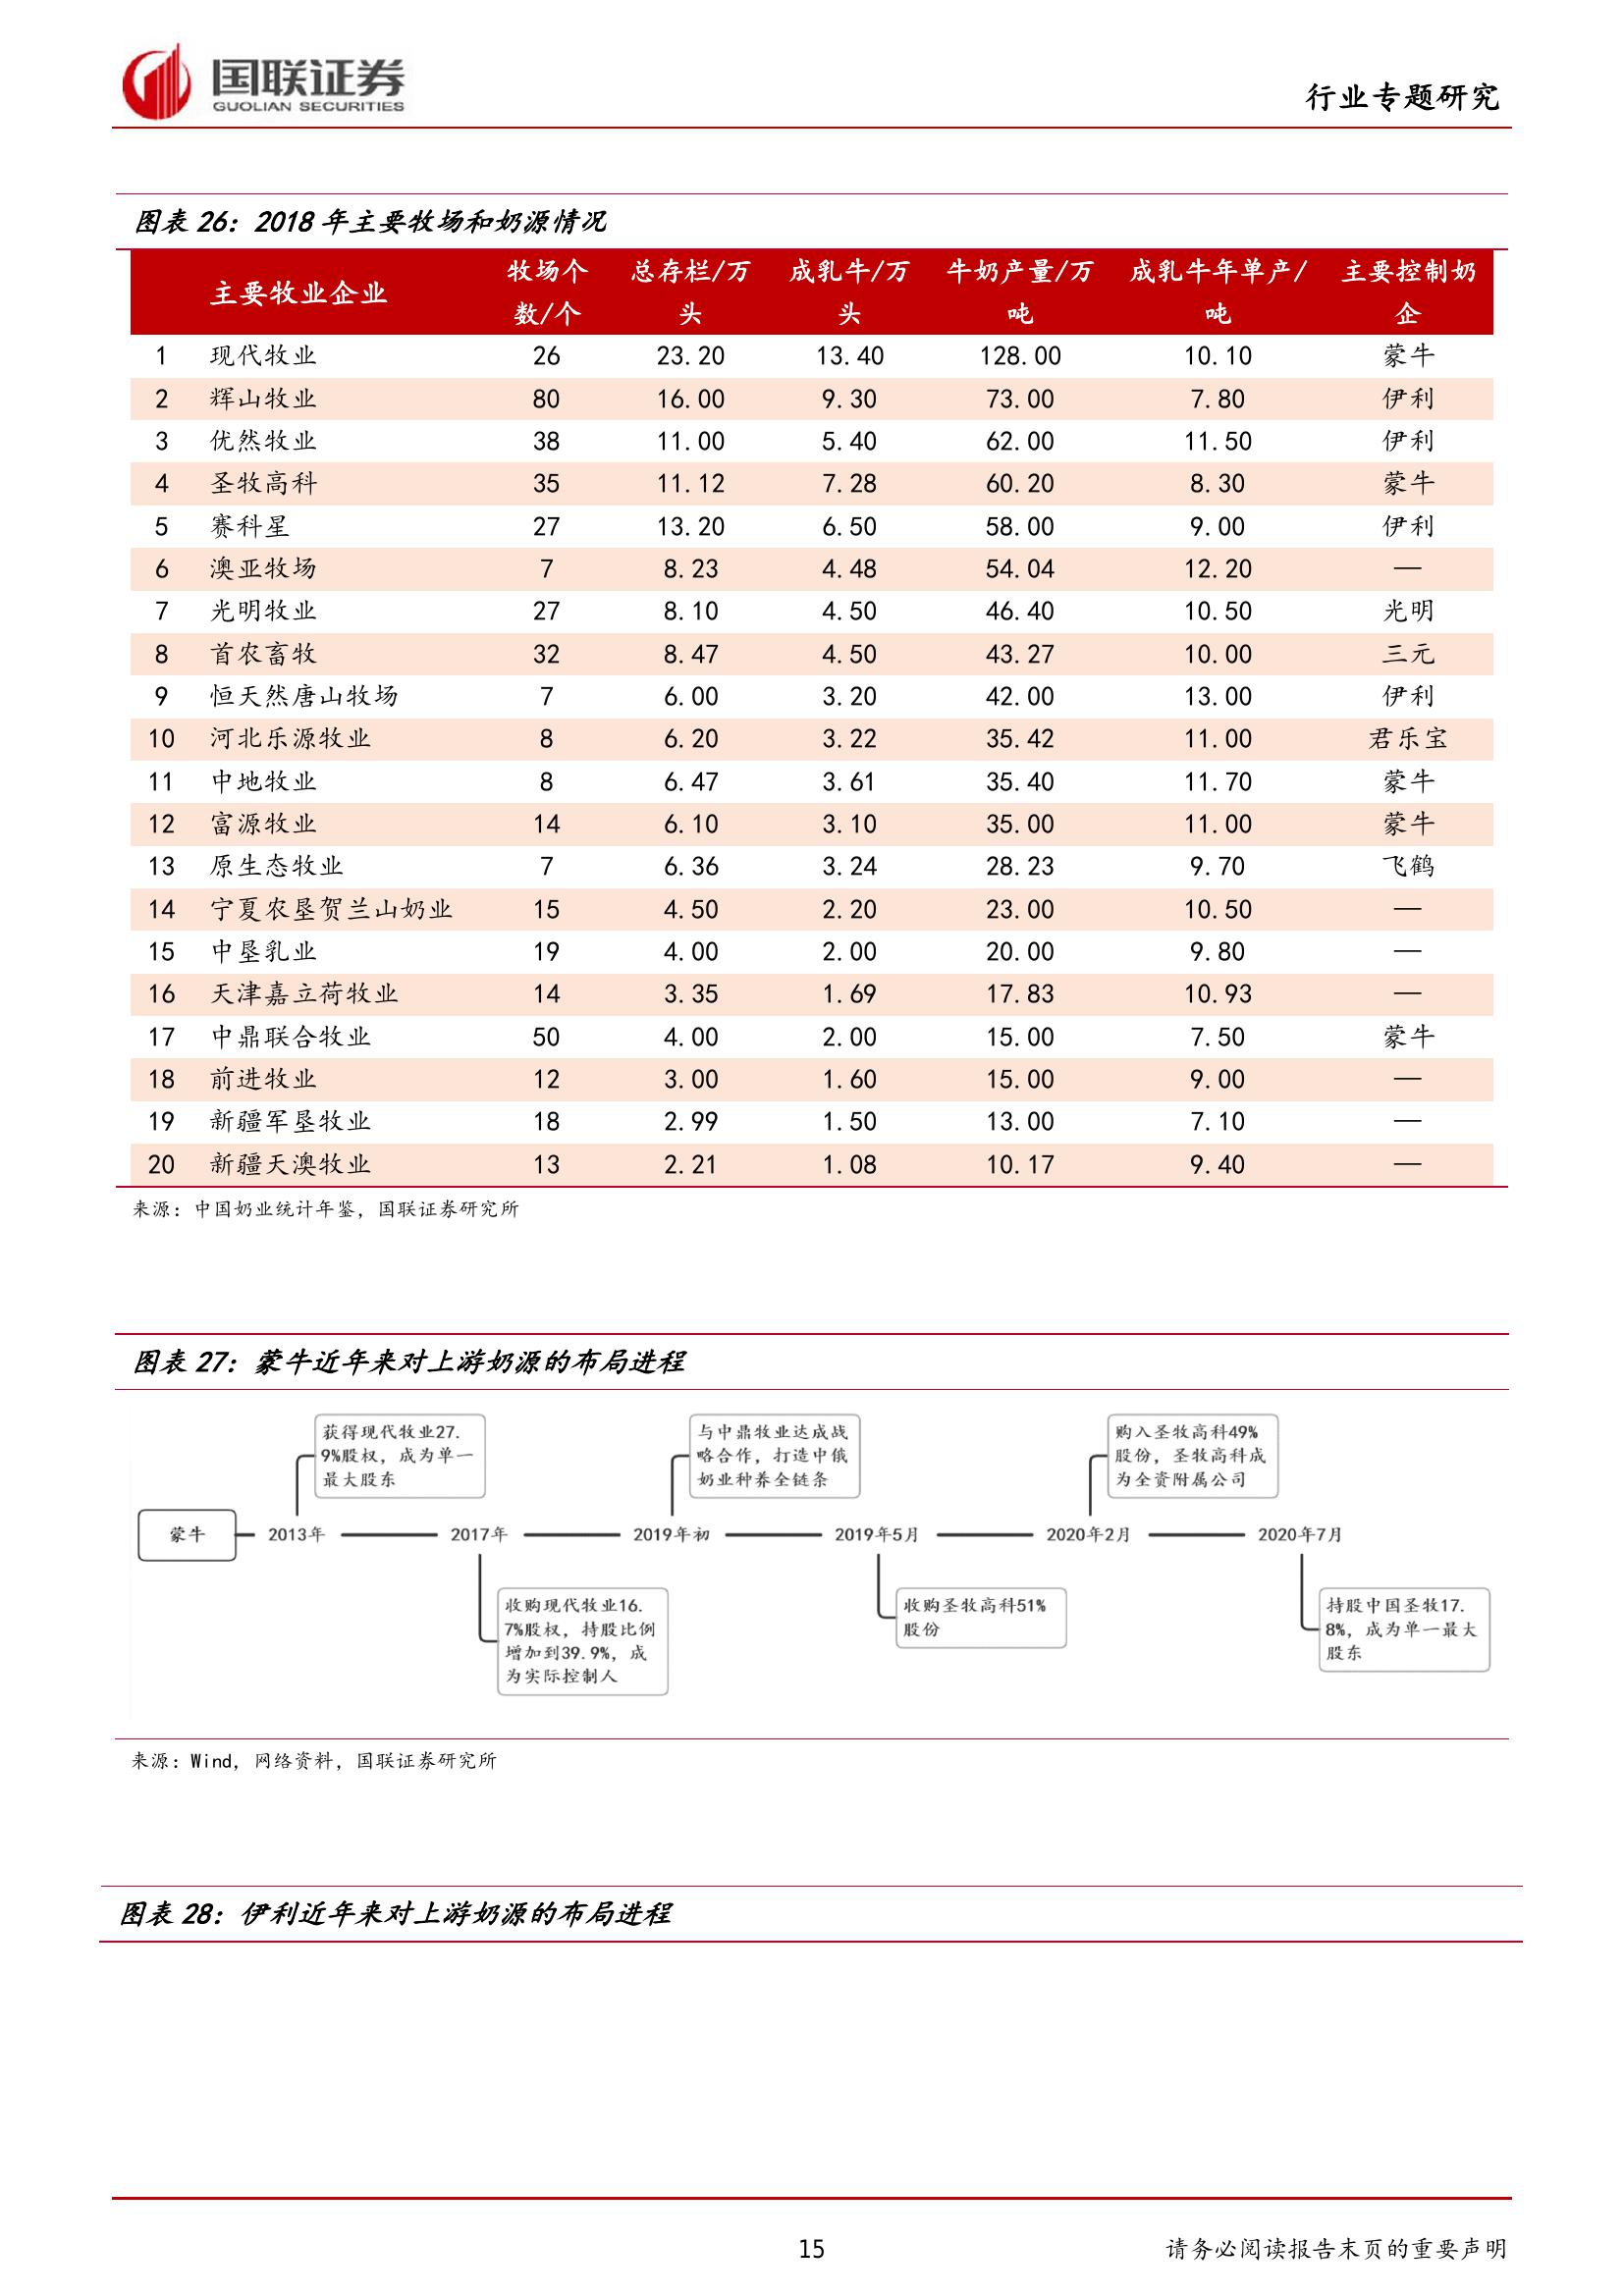 国联证券
GUOLIAN SECURITIES
行业专题研究
图表 26：2018 年主要牧场和奶源情况
主要牧业企业 牧场个数/个 总存栏/万头 成乳牛/万头 牛奶产量/万吨 成乳牛年单产/吨 主要控制奶企
1 现代牧业 26 23.20 13.40 128.00 10.10 蒙牛
2 辉山牧业 80 16.00 9.30 73.00 7.80 伊利
3 优然牧业 38 11.00 5.40 62.00 11.50 伊利
4 圣牧高科 35 11.12 7.28 60.20 8.30 蒙牛
5 赛科星 27 13.20 6.50 58.00 9.00 伊利
6 澳亚牧场 7 8.23 4.48 54.04 12.20 —
7 光明牧业 27 8.10 4.50 46.40 10.50 光明
8 首农畜牧 32 8.47 4.50 43.27 10.00 三元
9 恒天然唐山牧场 7 6.00 3.20 42.00 13.00 伊利
10 河北乐源牧业 8 6.20 3.22 35.42 11.00 君乐宝
11 中地牧业 8 6.47 3.61 35.40 11.70 蒙牛
12 富源牧业 14 6.10 3.10 35.00 11.00 蒙牛
13 原生态牧业 7 6.36 3.24 28.23 9.70 飞鹤
14 宁夏农垦贺兰山奶业 15 4.50 2.20 23.00 10.50 —
15 中垦乳业 19 4.00 2.00 20.00 9.80 —
16 天津嘉立荷牧业 14 3.35 1.69 17.83 10.93 —
17 中鼎联合牧业 50 4.00 2.00 15.00 7.50 蒙牛
18 前进牧业 12 3.00 1.60 15.00 9.00 —
19 新疆军垦牧业 18 2.99 1.50 13.00 7.10 —
20 新疆天澳牧业 13 2.21 1.08 10.17 9.40 —
来源：中国奶业统计年鉴，国联证券研究所
图表 27：蒙牛近年来对上游奶源的布局进程
获得现代牧业27.
9%股权，成为单一
最大股东
与中鼎牧业达成战
略合作，打造中俄
奶业种养全链条
购入圣牧高科49%
股份，圣牧高科成
为全资附属公司
蒙牛 2013年 2017年 2019年初 2019年5月 2020年2月 2020年7月
收购现代牧业16.
7%股权，持股比例
增加到39.9%，成
为实际控制人
收购圣牧高科51%
股份
持股中国圣牧17.
8%，成为单一最大
股东
来源：Wind，网络资料，国联证券研究所
图表 28：伊利近年来对上游奶源的布局进程
15
请务必阅读报告末页的重要声明